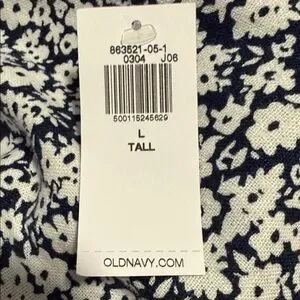 863521-05-1
0304 J06
500115245629
L
TALL
OLDNAVY.COM